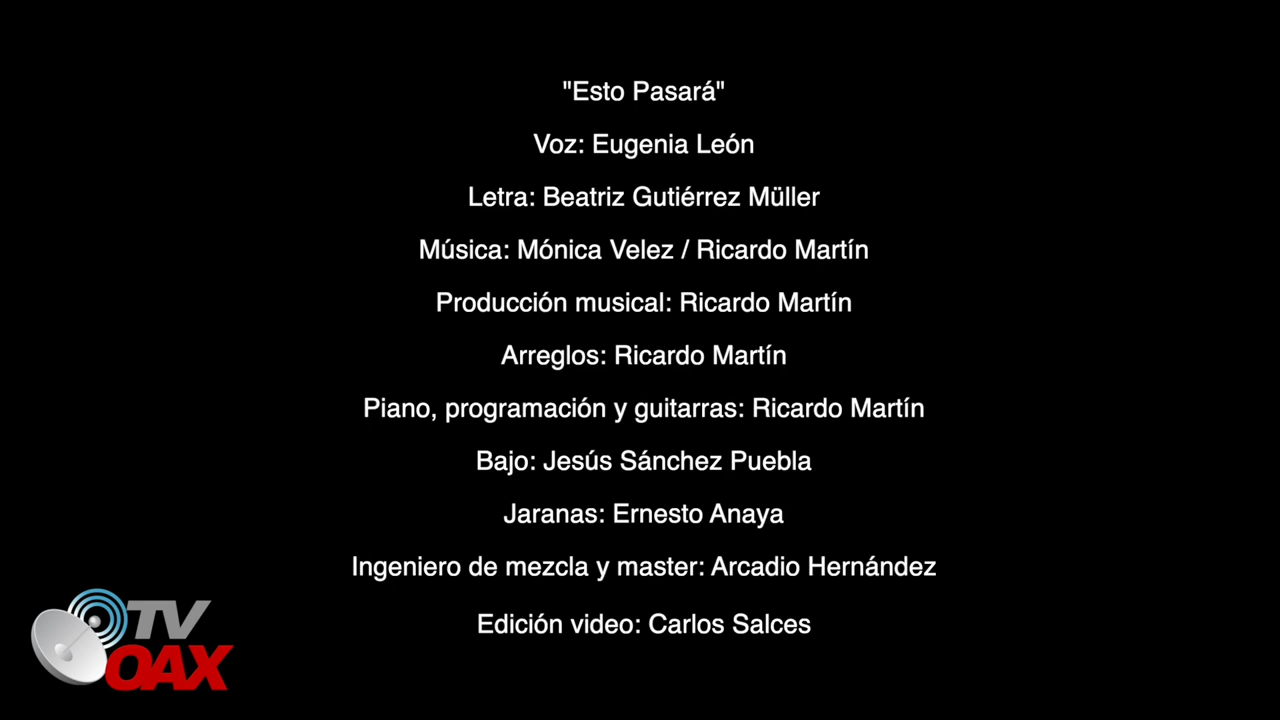 "Esto Pasará"
Voz: Eugenia León
Letra: Beatriz Gutiérrez Müller
Música: Mónica Velez / Ricardo Martín
Producción musical: Ricardo Martín
Arreglos: Ricardo Martín
Piano, programación y guitarras: Ricardo Martín
Bajo: Jesús Sánchez Puebla
Jaranas: Ernesto Anaya
Ingeniero de mezcla y master: Arcadio Hernández
Edición video: Carlos Salces
TV
OAX